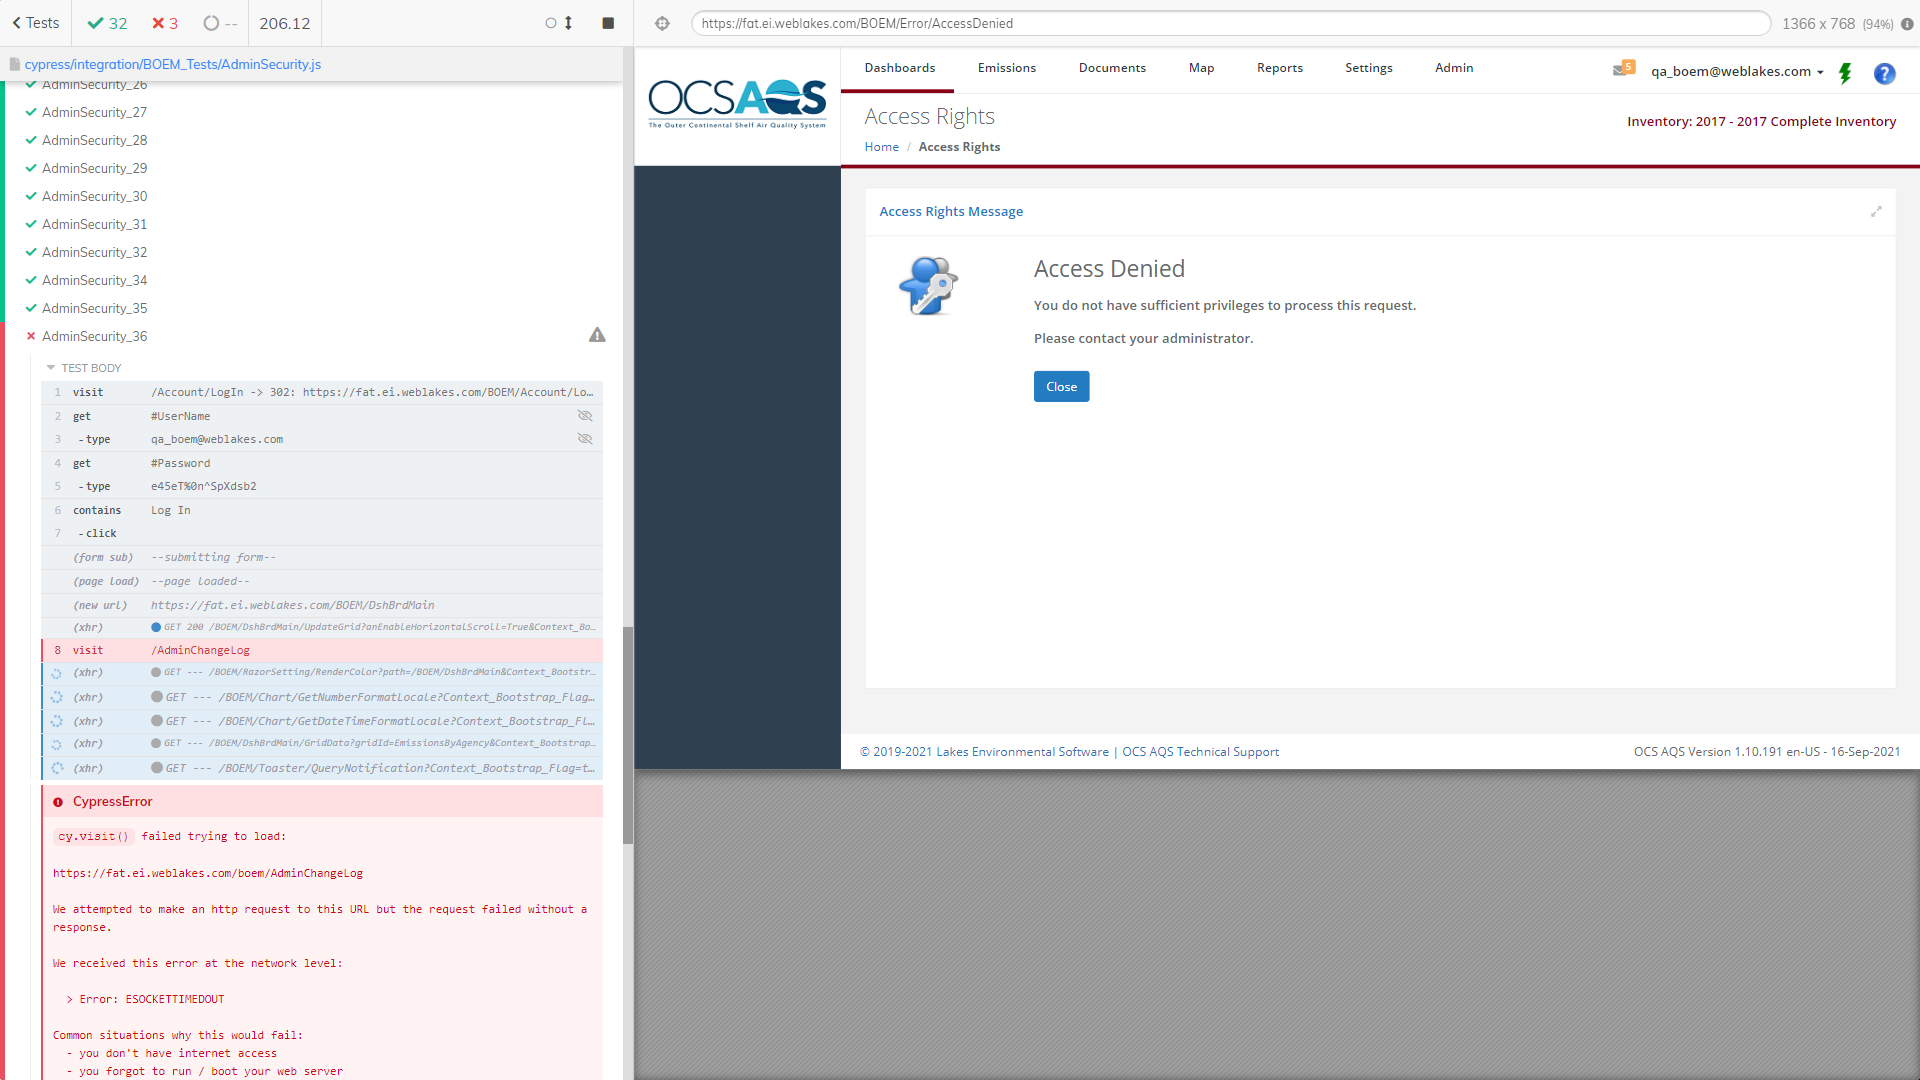 Tests
32
3
--
206.12
https://fat.ei.weblakes.com/BOEM/Error/AccessDenied
1366 x 768 (94%)
cypress/integration/BOEM_Tests/AdminSecurity.js
AdminSecurity_26
AdminSecurity_27
AdminSecurity_28
AdminSecurity_29
AdminSecurity_30
AdminSecurity_31
AdminSecurity_32
AdminSecurity_34
AdminSecurity_35
AdminSecurity_36
TEST BODY
1 visit /Account/LogIn -> 302: https://fat.ei.weblakes.com/BOEM/Account/Lo…
2 get #UserName
3 -type qa_boem@weblakes.com
4 get #Password
5 -type e45eT%0n^SpXdsb2
6 contains Log In
7 -click
(form sub) --submitting form--
(page load) --page loaded--
(new url) https://fat.ei.weblakes.com/BOEM/DshBrdMain
(xhr) GET 200 /BOEM/DshBrdMain/UpdateGrid?anEnableHorizontalScroll=True&Context_Bo…
8 visit /AdminChangeLog
(xhr) GET --- /BOEM/RazorSetting/RenderColor?path=/BOEM/DshBrdMain&Context_Bootstr…
(xhr) GET --- /BOEM/Chart/GetNumberFormatLocale?Context_Bootstrap_Flag…
(xhr) GET --- /BOEM/Chart/GetDateTimeFormatLocale?Context_Bootstrap_Fl…
(xhr) GET --- /BOEM/DshBrdMain/GridData?gridId=EmissionsByAgency&Context_Bootstrap…
(xhr) GET --- /BOEM/Toaster/QueryNotification?Context_Bootstrap_Flag=t…
CypressError
cy.visit() failed trying to load:
https://fat.ei.weblakes.com/boem/AdminChangeLog
We attempted to make an http request to this URL but the request failed without a
response.
We received this error at the network level:
> Error: ESOCKETTIMEDOUT
Common situations why this would fail:
- you don't have internet access
- you forgot to run / boot your web server
OCSAQS
The Outer Continental Shelf Air Quality System
Dashboards
Emissions
Documents
Map
Reports
Settings
Admin
5
qa_boem@weblakes.com
?
Access Rights
Inventory: 2017 - 2017 Complete Inventory
Home / Access Rights
Access Rights Message
Access Denied
You do not have sufficient privileges to process this request.
Please contact your administrator.
Close
© 2019-2021 Lakes Environmental Software | OCS AQS Technical Support
OCS AQS Version 1.10.191 en-US - 16-Sep-2021